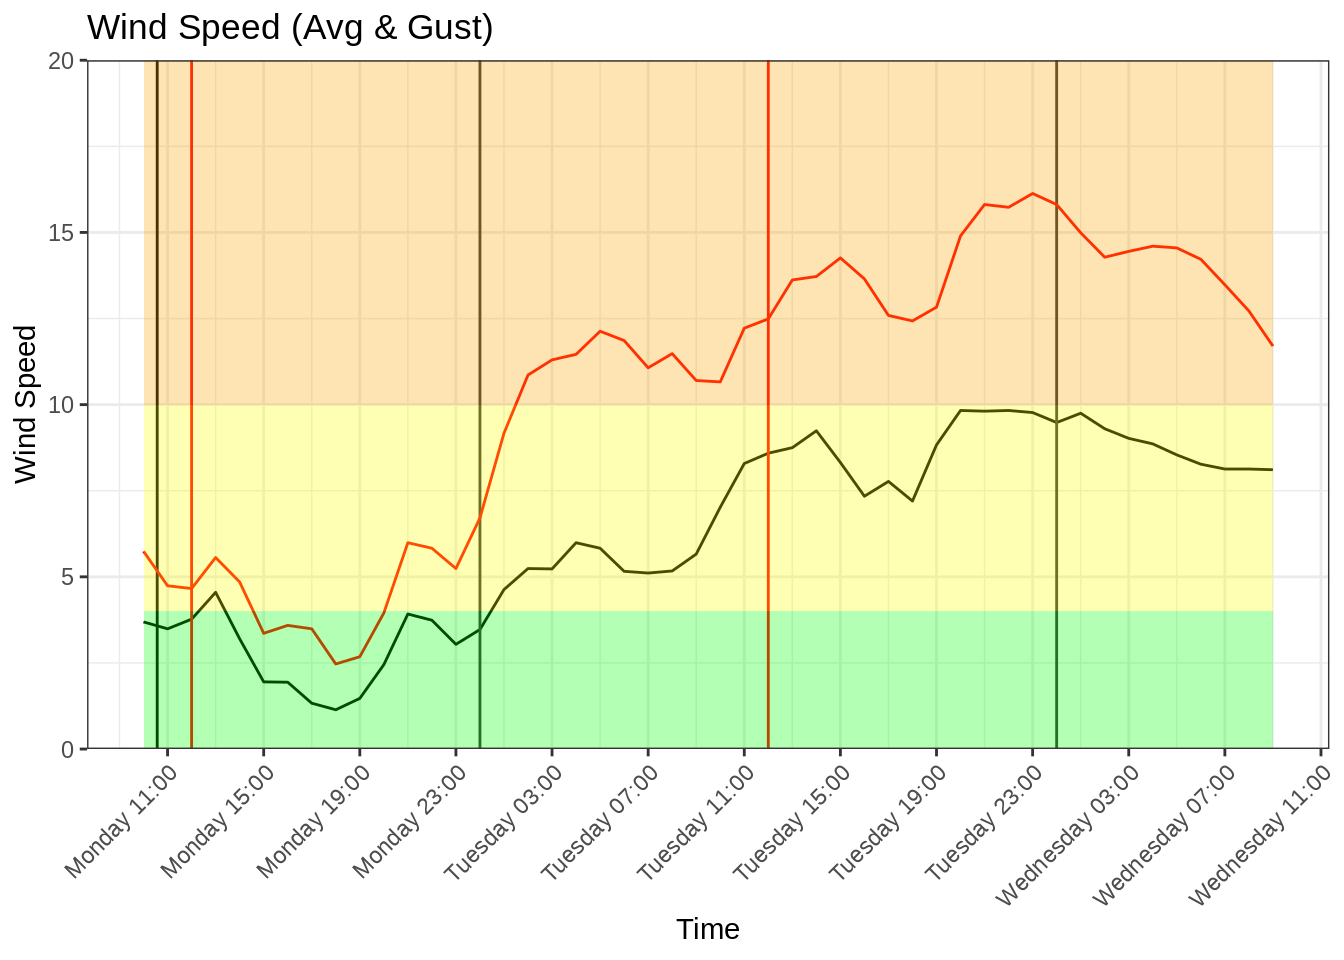 Wind Speed (Avg & Gust)
20
15
10
5
0
Wind Speed
Monday 11:00
Monday 15:00
Monday 19:00
Monday 23:00
Tuesday 03:00
Tuesday 07:00
Tuesday 11:00
Tuesday 15:00
Tuesday 19:00
Tuesday 23:00
Wednesday 03:00
Wednesday 07:00
Wednesday 11:00
Time